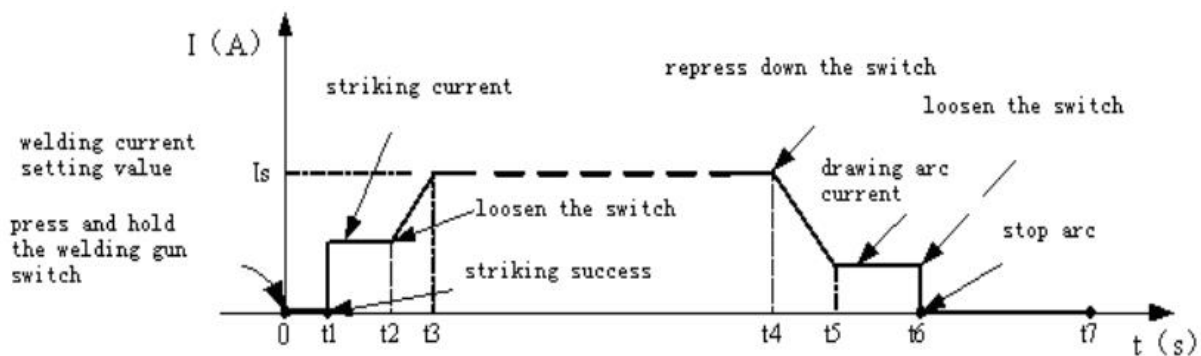 I (A)
striking current
repress down the switch
loosen the switch
welding current
setting value
Is
drawing arc
current
press and hold
the welding gun
switch
loosen the switch
stop arc
striking success
0
t1
t2
t3
t4
t5
t6
t7
t (s)